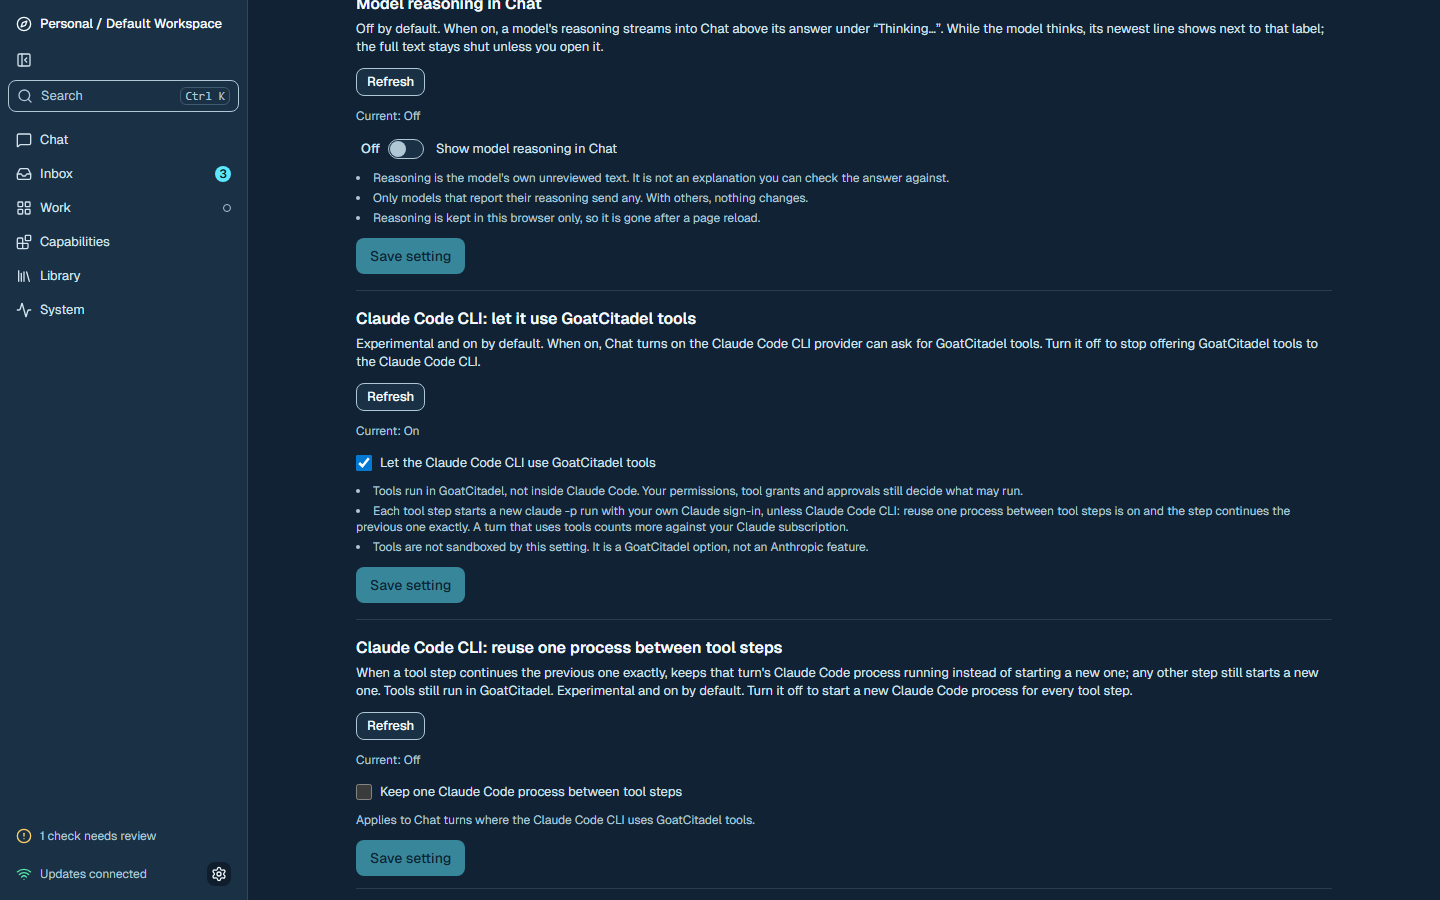 Personal / Default Workspace
Search
Ctrl K
Chat
Inbox
3
Work
Capabilities
Library
System
1 check needs review
Updates connected
Model reasoning in Chat
Off by default. When on, a model's reasoning streams into Chat above its answer under “Thinking…”. While the model thinks, its newest line shows next to that label;
the full text stays shut unless you open it.
Refresh
Current: Off
Off
Show model reasoning in Chat
• Reasoning is the model's own unreviewed text. It is not an explanation you can check the answer against.
• Only models that report their reasoning send any. With others, nothing changes.
• Reasoning is kept in this browser only, so it is gone after a page reload.
Save setting
Claude Code CLI: let it use GoatCitadel tools
Experimental and on by default. When on, Chat turns on the Claude Code CLI provider can ask for GoatCitadel tools. Turn it off to stop offering GoatCitadel tools to
the Claude Code CLI.
Refresh
Current: On
Let the Claude Code CLI use GoatCitadel tools
• Tools run in GoatCitadel, not inside Claude Code. Your permissions, tool grants and approvals still decide what may run.
• Each tool step starts a new claude -p run with your own Claude sign-in, unless Claude Code CLI: reuse one process between tool steps is on and the step continues the
previous one exactly. A turn that uses tools counts more against your Claude subscription.
• Tools are not sandboxed by this setting. It is a GoatCitadel option, not an Anthropic feature.
Save setting
Claude Code CLI: reuse one process between tool steps
When a tool step continues the previous one exactly, keeps that turn's Claude Code process running instead of starting a new one; any other step still starts a new
one. Tools still run in GoatCitadel. Experimental and on by default. Turn it off to start a new Claude Code process for every tool step.
Refresh
Current: Off
Keep one Claude Code process between tool steps
Applies to Chat turns where the Claude Code CLI uses GoatCitadel tools.
Save setting